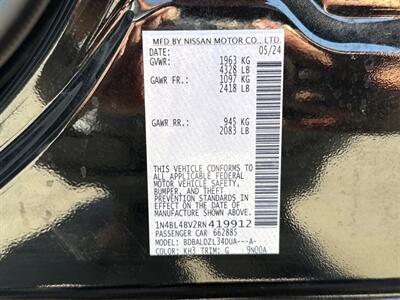 MFD BY NISSAN MOTOR CO., LTD.
DATE: 05/24
GVWR: 1963 KG
4328 LB
GAWR FR.: 1097 KG
2418 LB
GAWR RR.: 945 KG
2083 LB
THIS VEHICLE CONFORMS TO
ALL APPLICABLE FEDERAL
MOTOR VEHICLE SAFETY,
BUMPER, AND THEFT
PREVENTION STANDARDS IN
EFFECT ON THE DATE OF
MANUFACTURE SHOWN ABOVE.
1N4BL4BV2RN 419912
PASSENGER CAR 662885
MODEL: BDBALDZL34DUA---A-
COLOR: KH3 TRIM: G 9N00A